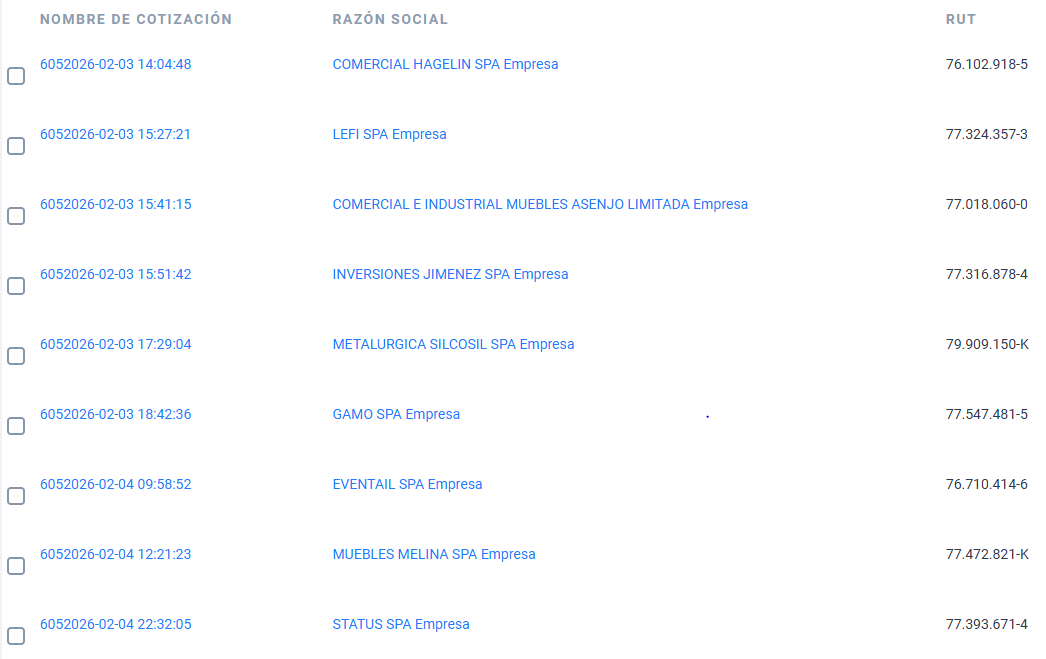 NOMBRE DE COTIZACIÓN RAZÓN SOCIAL RUT
6052026-02-03 14:04:48 COMERCIAL HAGELIN SPA Empresa 76.102.918-5
6052026-02-03 15:27:21 LEFI SPA Empresa 77.324.357-3
6052026-02-03 15:41:15 COMERCIAL E INDUSTRIAL MUEBLES ASENJO LIMITADA Empresa 77.018.060-0
6052026-02-03 15:51:42 INVERSIONES JIMENEZ SPA Empresa 77.316.878-4
6052026-02-03 17:29:04 METALURGICA SILCOSIL SPA Empresa 79.909.150-K
6052026-02-03 18:42:36 GAMO SPA Empresa 77.547.481-5
6052026-02-04 09:58:52 EVENTAIL SPA Empresa 76.710.414-6
6052026-02-04 12:21:23 MUEBLES MELINA SPA Empresa 77.472.821-K
6052026-02-04 22:32:05 STATUS SPA Empresa 77.393.671-4